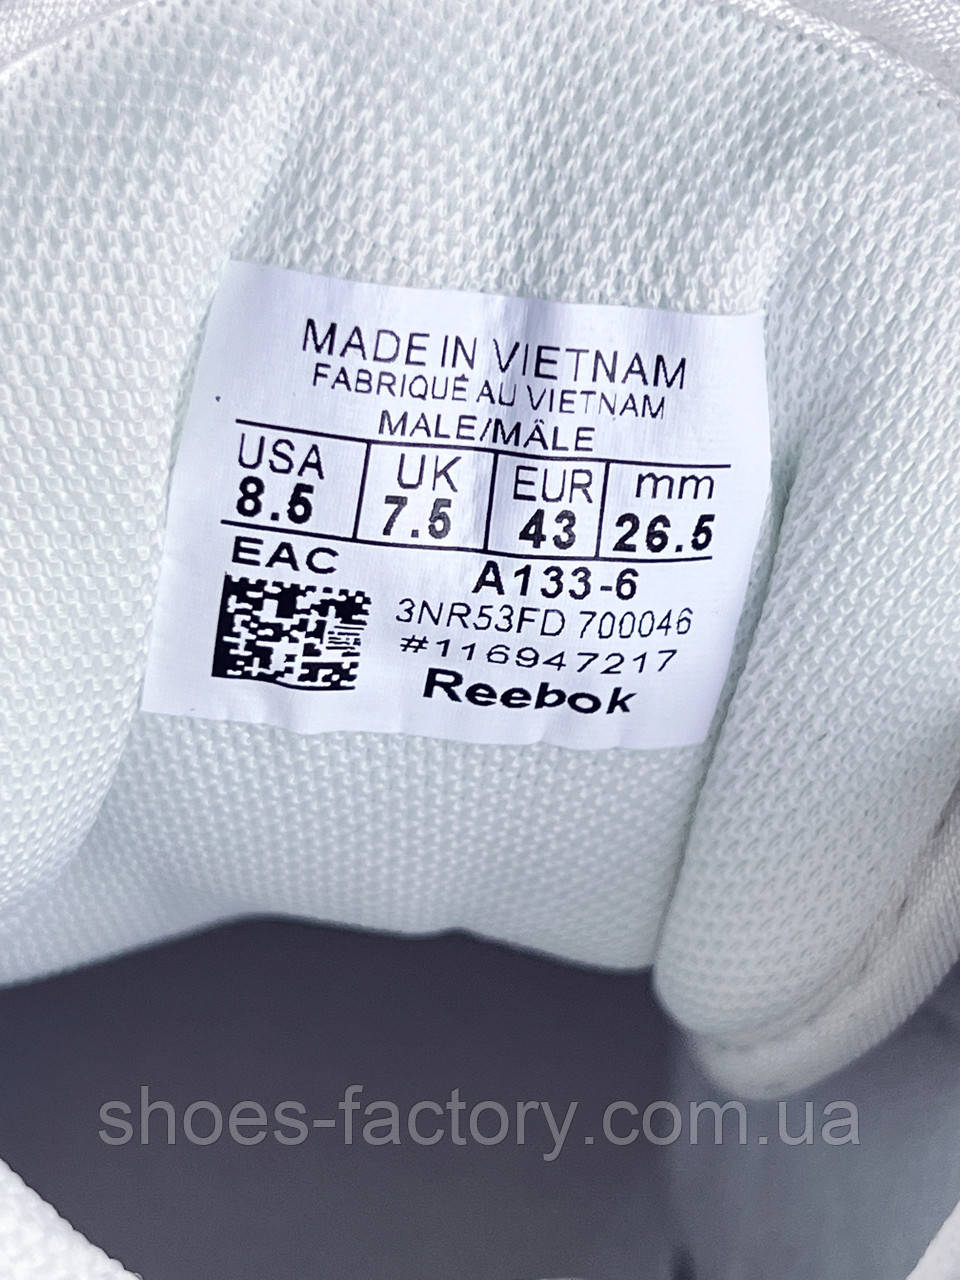 MADE IN VIETNAM
FABRIQUÉ AU VIETNAM
MALE/MÂLE
USA UK EUR mm
8.5 7.5 43 26.5
EAC A133-6
3NR53FD 700046
#116947217
Reebok
shoes-factory.com.ua